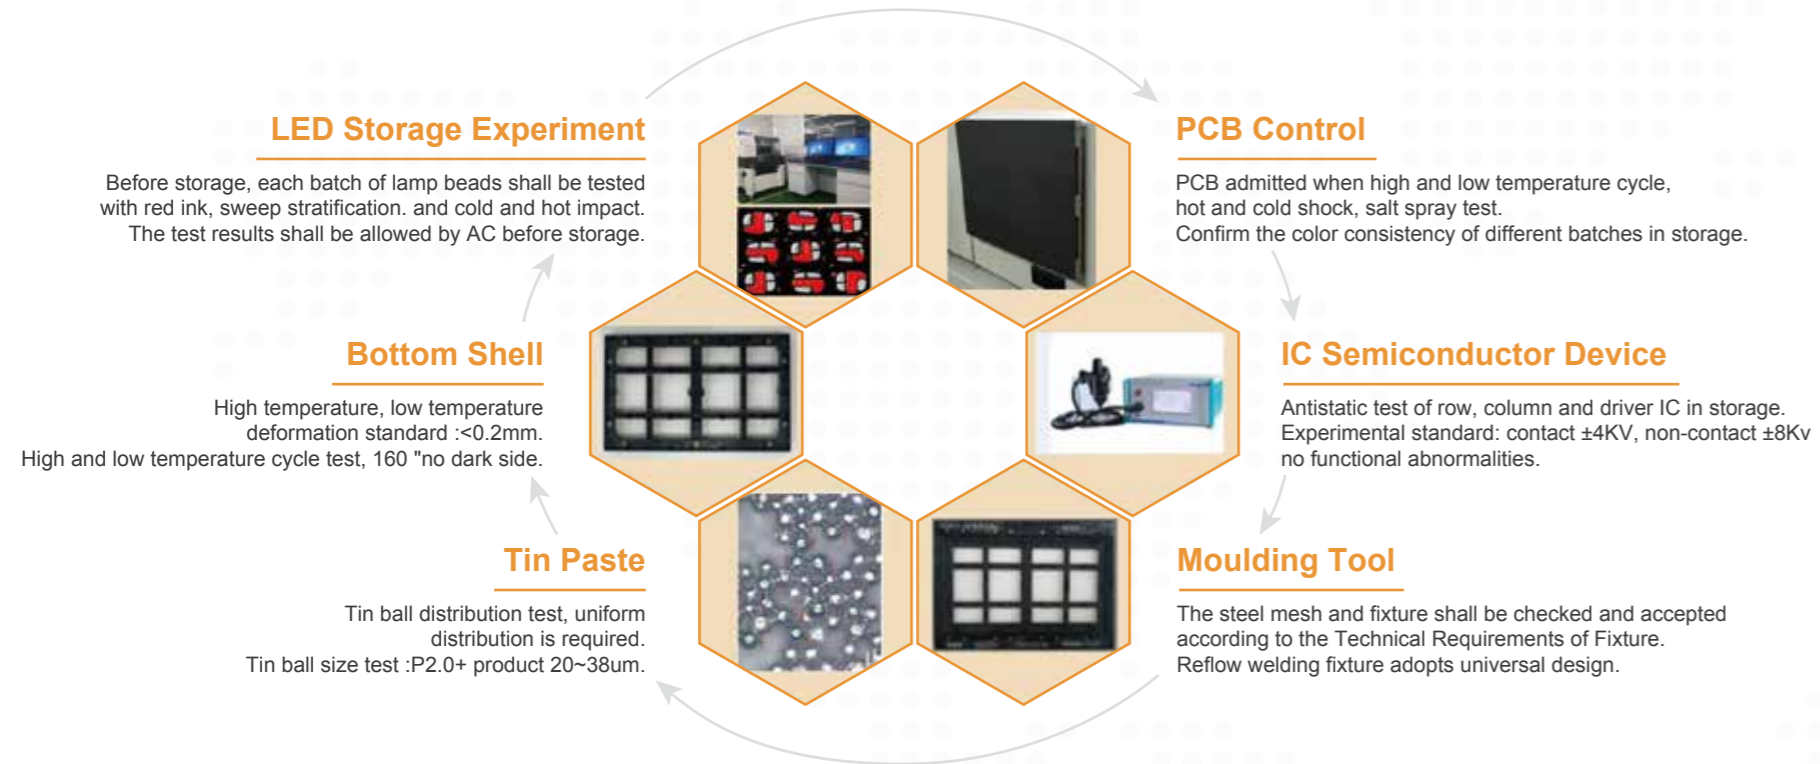 LED Storage Experiment
Before storage, each batch of lamp beads shall be tested
with red ink, sweep stratification. and cold and hot impact.
The test results shall be allowed by AC before storage.
PCB Control
PCB admitted when high and low temperature cycle,
hot and cold shock, salt spray test.
Confirm the color consistency of different batches in storage.
Bottom Shell
High temperature, low temperature
deformation standard :<0.2mm.
High and low temperature cycle test, 160 "no dark side.
IC Semiconductor Device
Antistatic test of row, column and driver IC in storage.
Experimental standard: contact ±4KV, non-contact ±8Kv
no functional abnormalities.
Tin Paste
Tin ball distribution test, uniform
distribution is required.
Tin ball size test :P2.0+ product 20~38um.
Moulding Tool
The steel mesh and fixture shall be checked and accepted
according to the Technical Requirements of Fixture.
Reflow welding fixture adopts universal design.